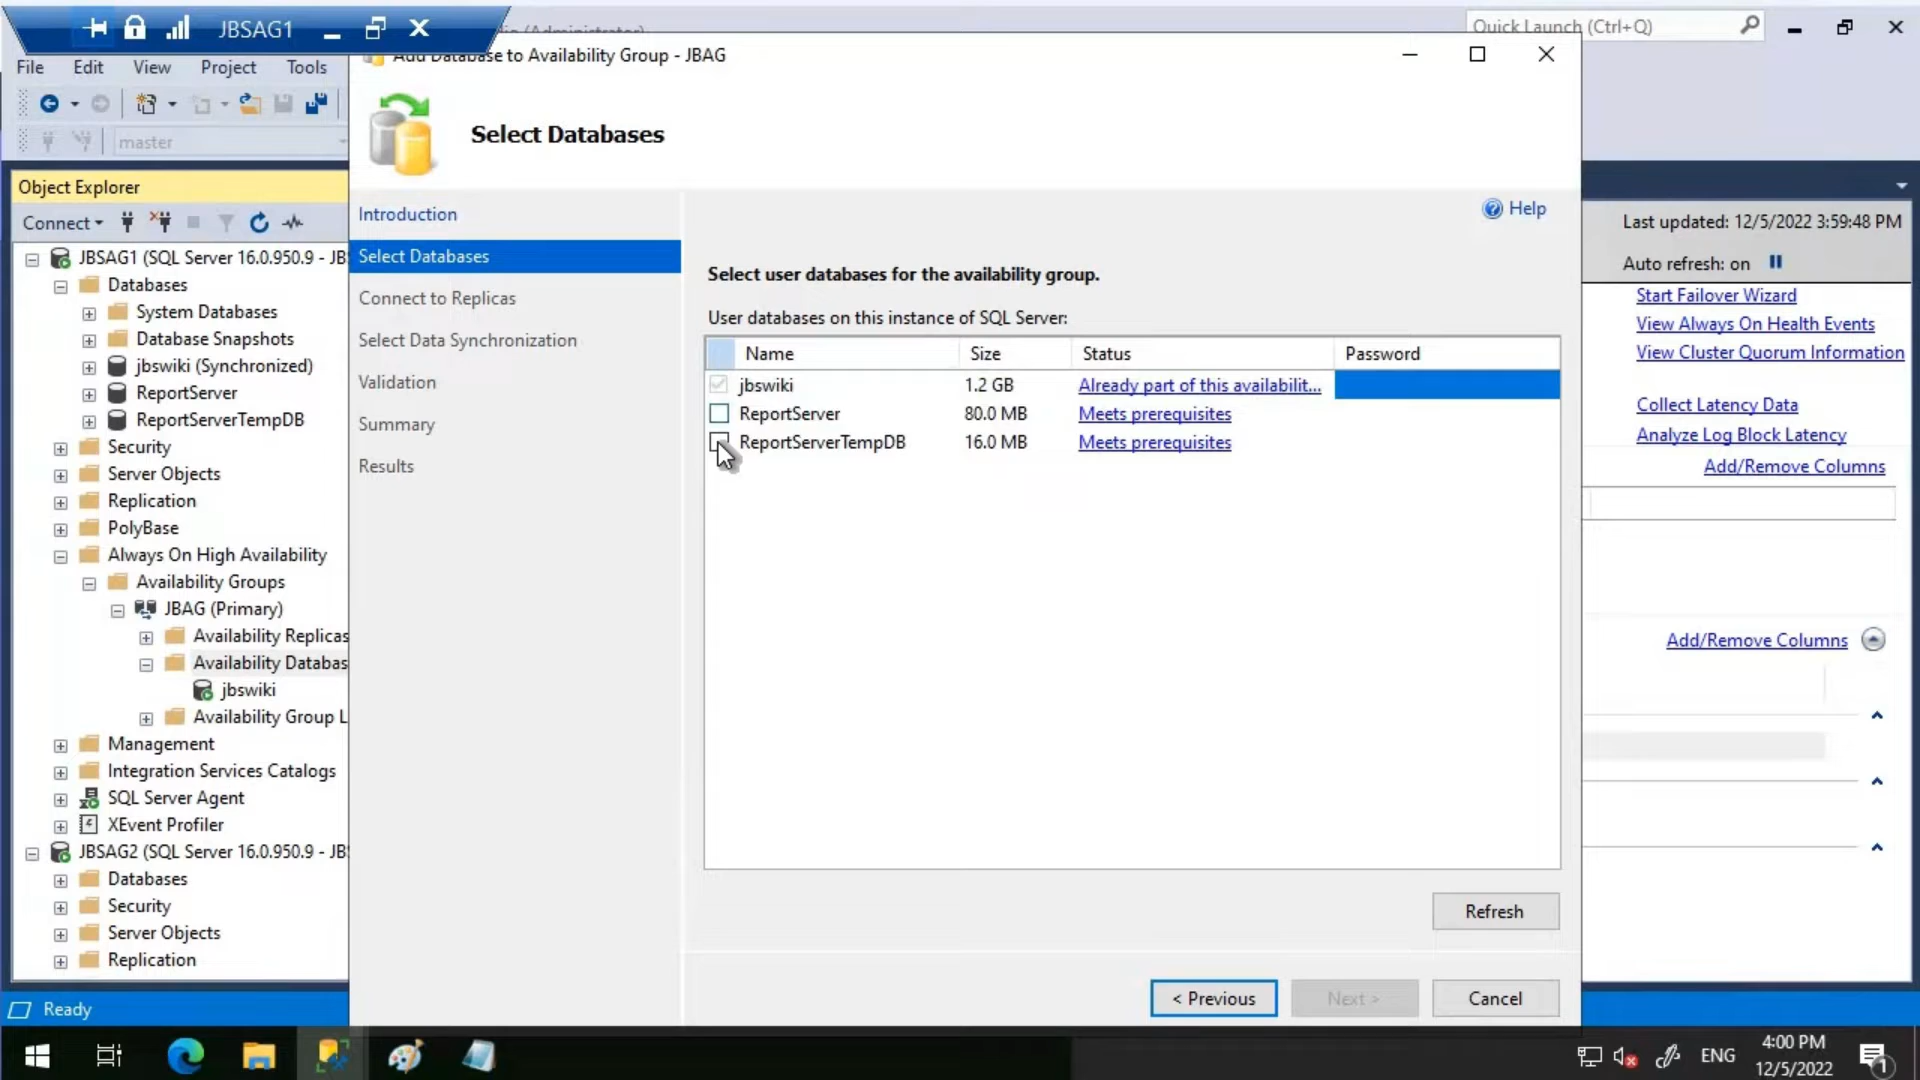 JBSAG1
Quick Launch (Ctrl+Q)
Add Database to Availability Group - JBAG
File Edit View Project Tools
master
Select Databases
Object Explorer
Connect
JBSAG1 (SQL Server 16.0.950.9 - JB
Databases
System Databases
Database Snapshots
jbswiki (Synchronized)
ReportServer
ReportServerTempDB
Security
Server Objects
Replication
PolyBase
Always On High Availability
Availability Groups
JBAG (Primary)
Availability Replicas
Availability Databas
jbswiki
Availability Group L
Management
Integration Services Catalogs
SQL Server Agent
XEvent Profiler
JBSAG2 (SQL Server 16.0.950.9 - JB
Databases
Security
Server Objects
Replication
Ready
Introduction
Select Databases
Connect to Replicas
Select Data Synchronization
Validation
Summary
Results
Help
Select user databases for the availability group.
User databases on this instance of SQL Server:
Name Size Status Password
jbswiki 1.2 GB Already part of this availabilit...
ReportServer 80.0 MB Meets prerequisites
ReportServerTempDB 16.0 MB Meets prerequisites
Refresh
< Previous Next > Cancel
Last updated: 12/5/2022 3:59:48 PM
Auto refresh: on
Start Failover Wizard
View Always On Health Events
View Cluster Quorum Information
Collect Latency Data
Analyze Log Block Latency
Add/Remove Columns
Add/Remove Columns
ENG
4:00 PM
12/5/2022
1